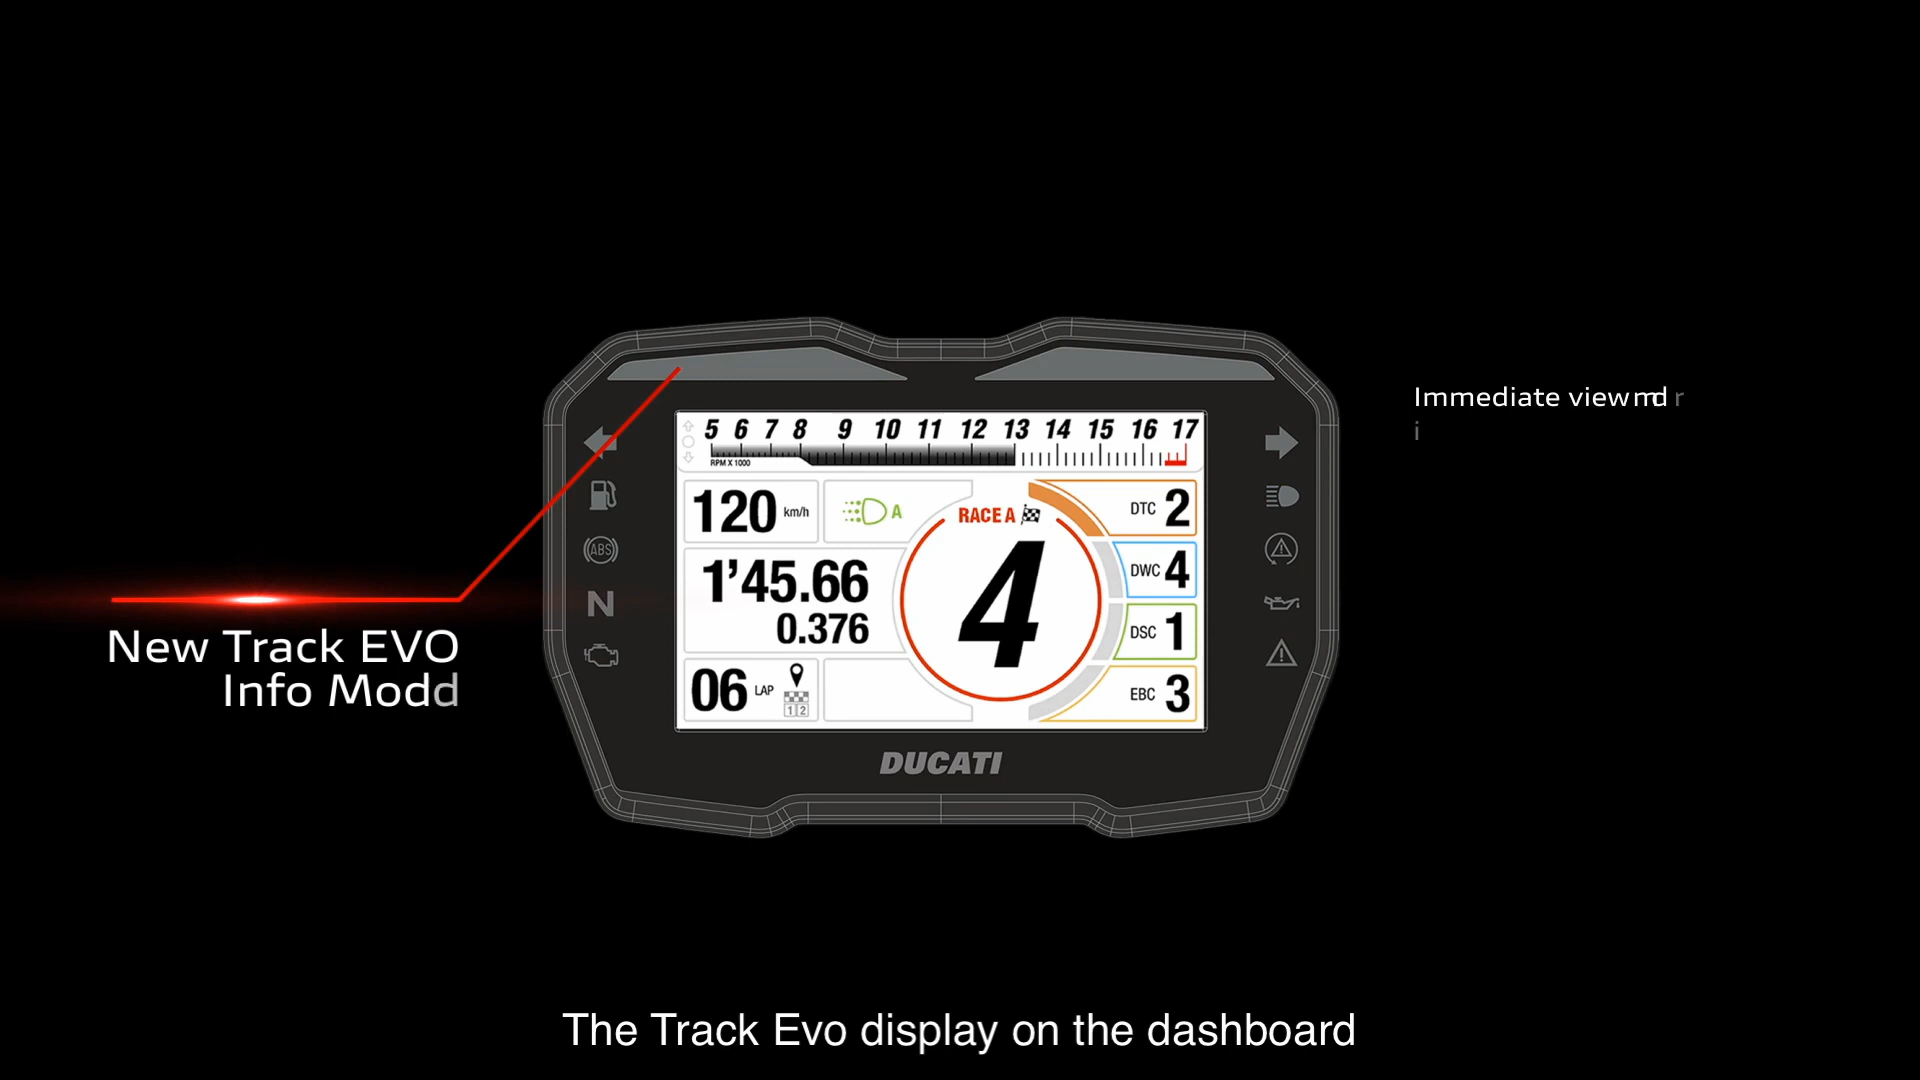 Immediate view
5 6 7 8 9 10 11 12 13 14 15 16 17
RPM X 1000
120 km/h
A
RACE A
DTC 2
ABS
1’45.66
4
DWC 4
0.376
N
DSC 1
New Track EVO
Info Mod
06 LAP
1 2
EBC 3
DUCATI
The Track Evo display on the dashboard